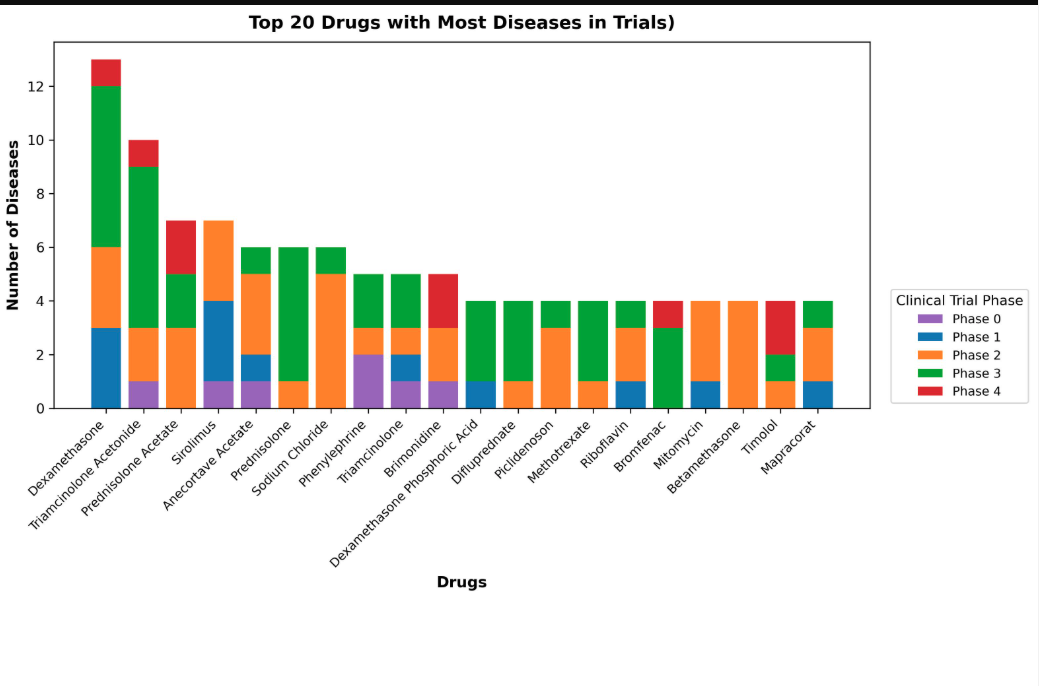 Top 20 Drugs with Most Diseases in Trials)
Number of Diseases
12
10
8
6
4
2
0
Dexamethasone
Triamcinolone Acetonide
Prednisolone Acetate
Sirolimus
Anecortave Acetate
Prednisolone
Sodium Chloride
Phenylephrine
Triamcinolone
Brimonidine
Dexamethasone Phosphoric Acid
Difluprednate
Piclidenoson
Methotrexate
Riboflavin
Bromfenac
Mitomycin
Betamethasone
Timolol
Mapracorat
Drugs
Clinical Trial Phase
Phase 0
Phase 1
Phase 2
Phase 3
Phase 4